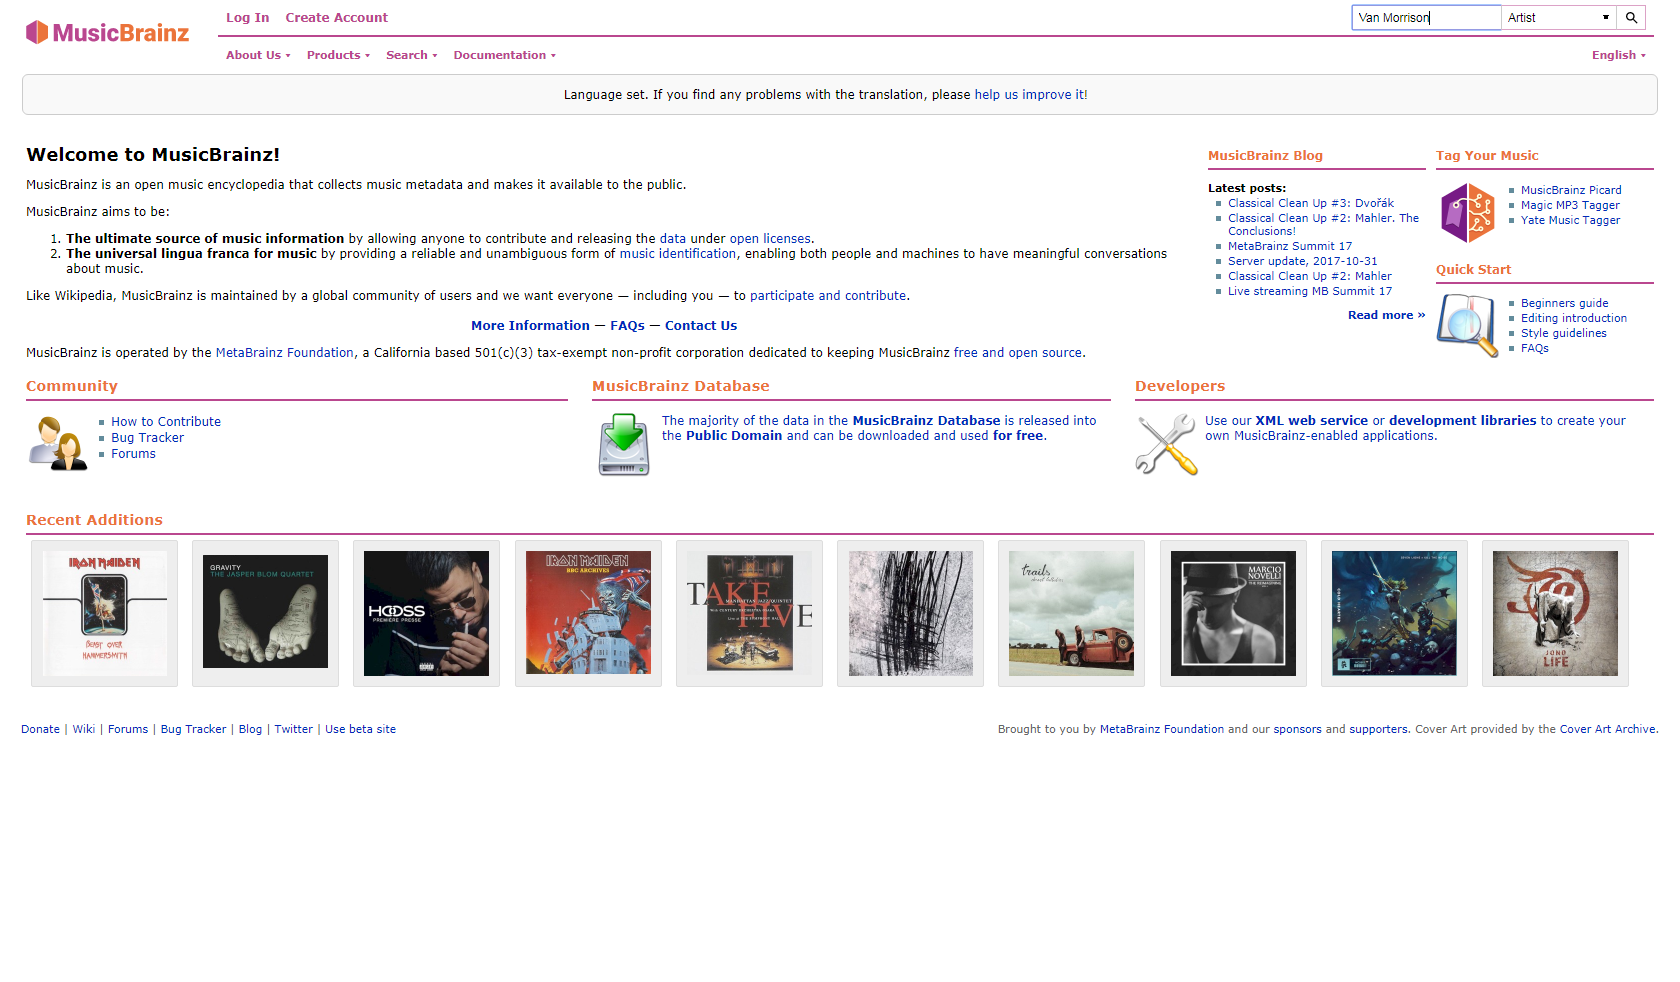 MusicBrainz
Log In Create Account
Van Morrison Artist
About Us Products Search Documentation English
Language set. If you find any problems with the translation, please help us improve it!
Welcome to MusicBrainz!
MusicBrainz is an open music encyclopedia that collects music metadata and makes it available to the public.
MusicBrainz aims to be:
1. The ultimate source of music information by allowing anyone to contribute and releasing the data under open licenses.
2. The universal lingua franca for music by providing a reliable and unambiguous form of music identification, enabling both people and machines to have meaningful conversations
about music.
Like Wikipedia, MusicBrainz is maintained by a global community of users and we want everyone — including you — to participate and contribute.
More Information — FAQs — Contact Us
MusicBrainz is operated by the MetaBrainz Foundation, a California based 501(c)(3) tax-exempt non-profit corporation dedicated to keeping MusicBrainz free and open source.
MusicBrainz Blog
Latest posts:
Classical Clean Up #3: Dvořák
Classical Clean Up #2: Mahler. The
Conclusions!
MetaBrainz Summit 17
Server update, 2017-10-31
Classical Clean Up #2: Mahler
Live streaming MB Summit 17
Read more »
Tag Your Music
MusicBrainz Picard
Magic MP3 Tagger
Yate Music Tagger
Quick Start
Beginners guide
Editing introduction
Style guidelines
FAQs
Community
How to Contribute
Bug Tracker
Forums
MusicBrainz Database
The majority of the data in the MusicBrainz Database is released into
the Public Domain and can be downloaded and used for free.
Developers
Use our XML web service or development libraries to create your
own MusicBrainz-enabled applications.
Recent Additions
IRON MAIDEN
BEAST OVER
HAMMERSMITH
GRAVITY
THE JASPER BLOM QUARTET
HOOSS
PREMIÈRE PRESSE
IRON MAIDEN
BBC ARCHIVES
TAKE
MANHATTAN JAZZ QUINTET
FIVE
trails
MARCIO
NOVELLI
JOND
LIFE
Donate | Wiki | Forums | Bug Tracker | Blog | Twitter | Use beta site
Brought to you by MetaBrainz Foundation and our sponsors and supporters. Cover Art provided by the Cover Art Archive.